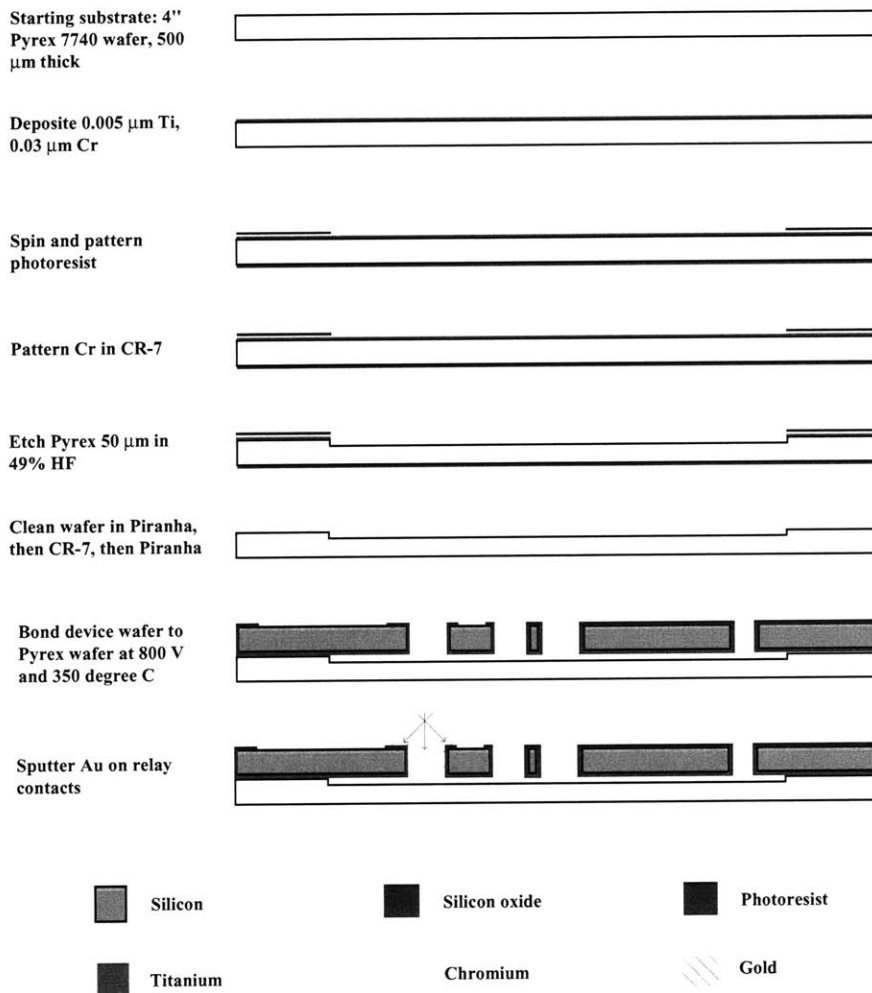 Starting substrate: 4"
Pyrex 7740 wafer, 500
μm thick
Deposite 0.005 μm Ti,
0.03 μm Cr
Spin and pattern
photoresist
Pattern Cr in CR-7
Etch Pyrex 50 μm in
49% HF
Clean wafer in Piranha,
then CR-7, then Piranha
Bond device wafer to
Pyrex wafer at 800 V
and 350 degree C
Sputter Au on relay
contacts
Silicon
Silicon oxide
Photoresist
Titanium
Chromium
Gold